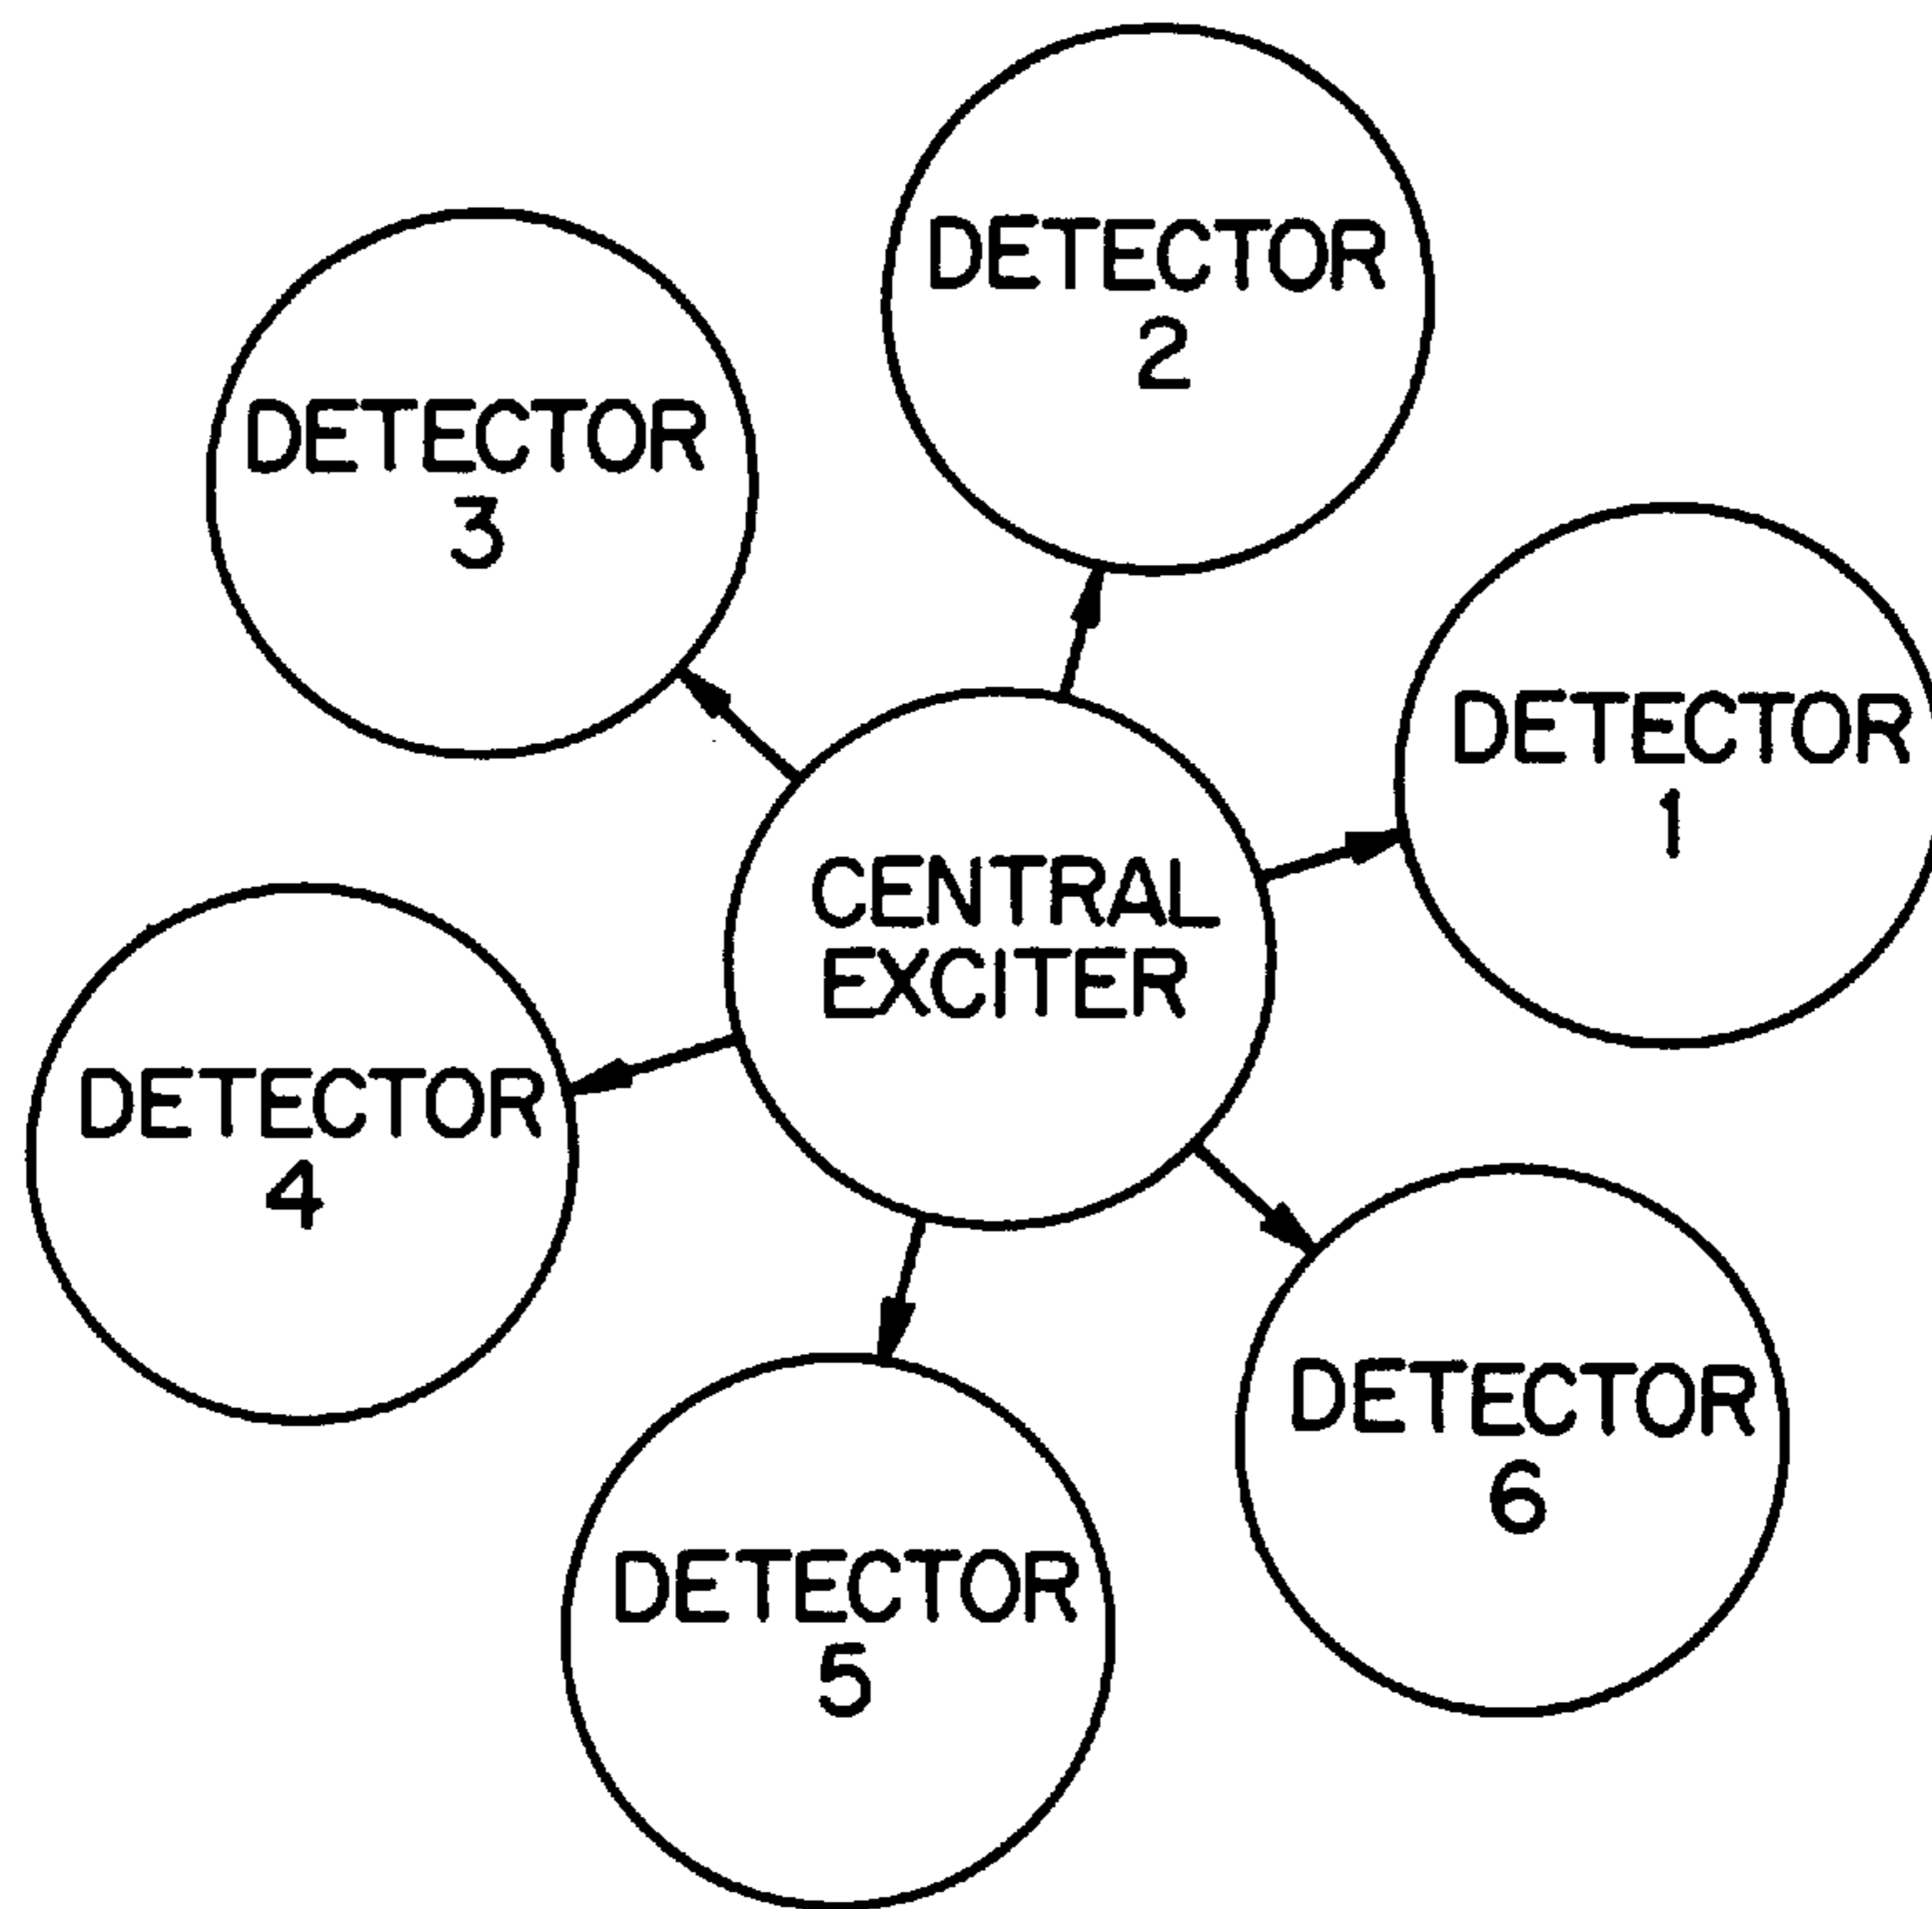 DETECTOR
2
DETECTOR
3
DETECTOR
1
CENTRAL
EXCITER
DETECTOR
4
DETECTOR
6
DETECTOR
5